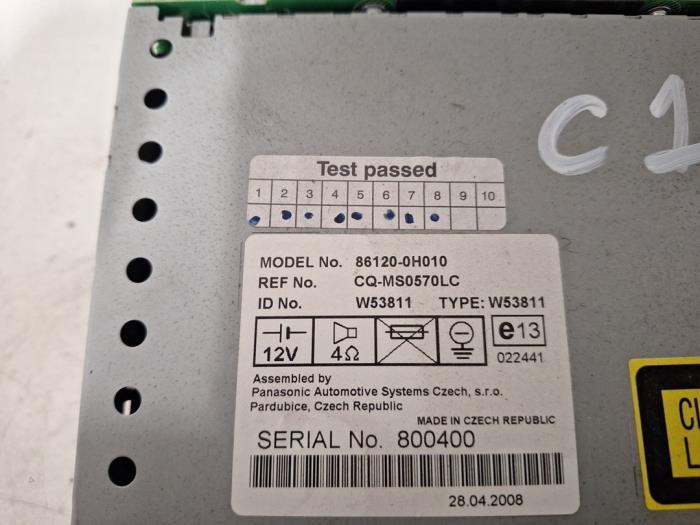 C1
Test passed
1 2 3 4 5 6 7 8 9 10
MODEL No. 86120-0H010
REF No. CQ-MS0570LC
ID No. W53811 TYPE: W53811
12V 4Ω e13
022441
Assembled by
Panasonic Automotive Systems Czech, s.r.o.
Pardubice, Czech Republic
MADE IN CZECH REPUBLIC
SERIAL No. 800400
28.04.2008